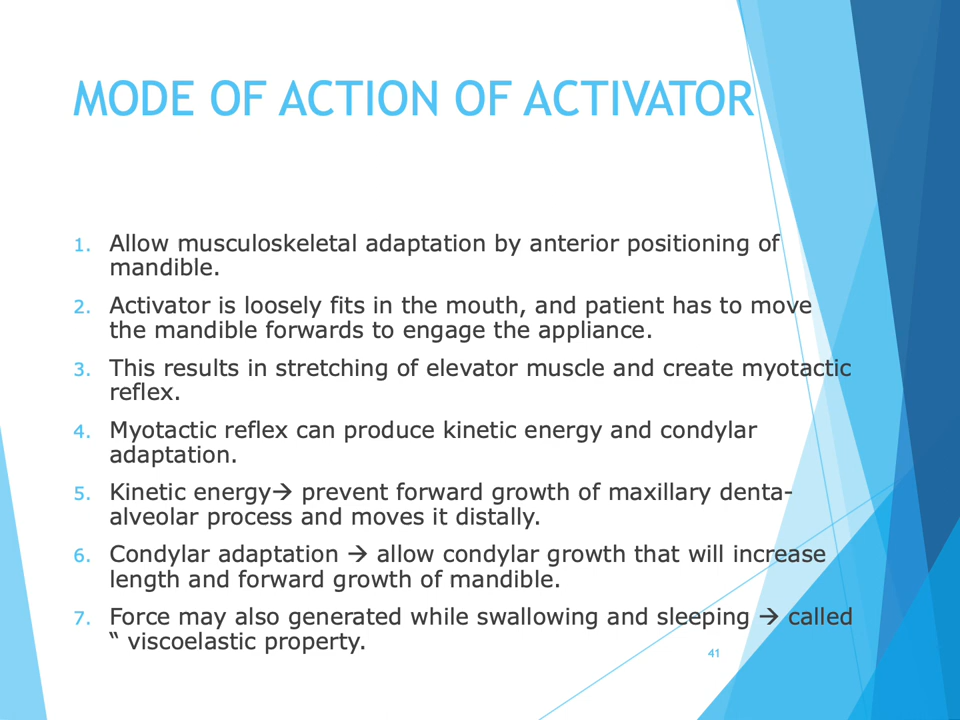 MODE OF ACTION OF ACTIVATOR
1. Allow musculoskeletal adaptation by anterior positioning of
mandible.
2. Activator is loosely fits in the mouth, and patient has to move
the mandible forwards to engage the appliance.
3. This results in stretching of elevator muscle and create myotactic
reflex.
4. Myotactic reflex can produce kinetic energy and condylar
adaptation.
5. Kinetic energy→ prevent forward growth of maxillary denta-
alveolar process and moves it distally.
6. Condylar adaptation → allow condylar growth that will increase
length and forward growth of mandible.
7. Force may also generated while swallowing and sleeping → called
“ viscoelastic property.
41